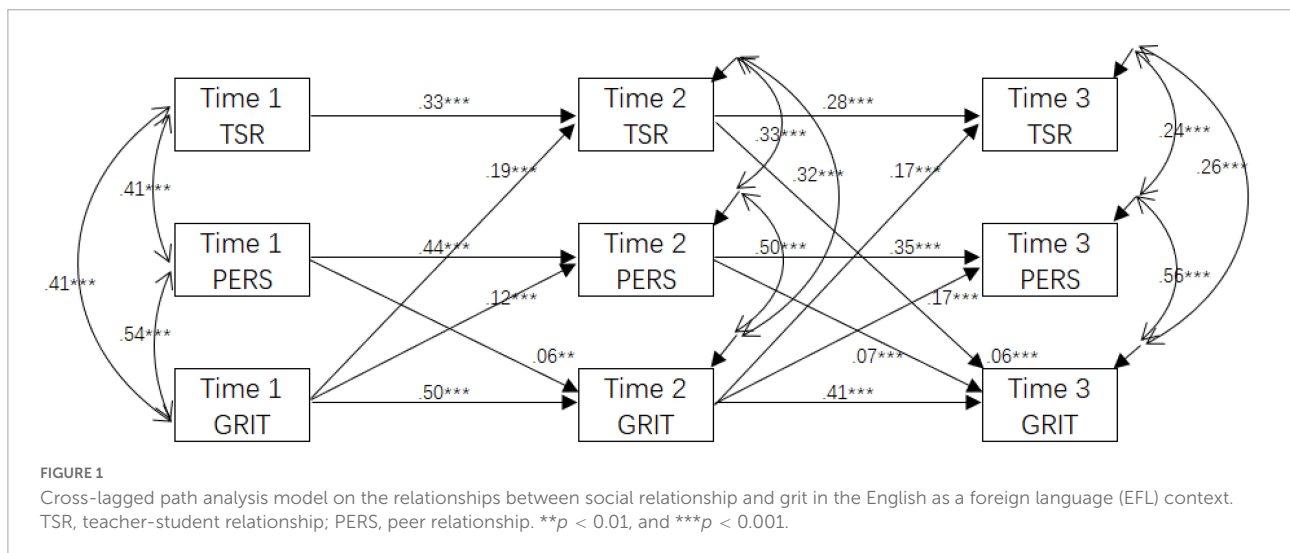 Time 1
TSR
.33***
Time 2
TSR
.28***
Time 3
TSR
.33***
.24***
.19***
.32***
.17***
.26***
.41***
Time 1
PERS
.44***
Time 2
PERS
.50***
.35***
Time 3
PERS
.41***
.12***
.17***
.56***
.54***
.06**
.07***
.06***
Time 1
GRIT
.50***
Time 2
GRIT
.41***
Time 3
GRIT
FIGURE 1
Cross-lagged path analysis model on the relationships between social relationship and grit in the English as a foreign language (EFL) context.
TSR, teacher-student relationship; PERS, peer relationship. **p < 0.01, and ***p < 0.001.